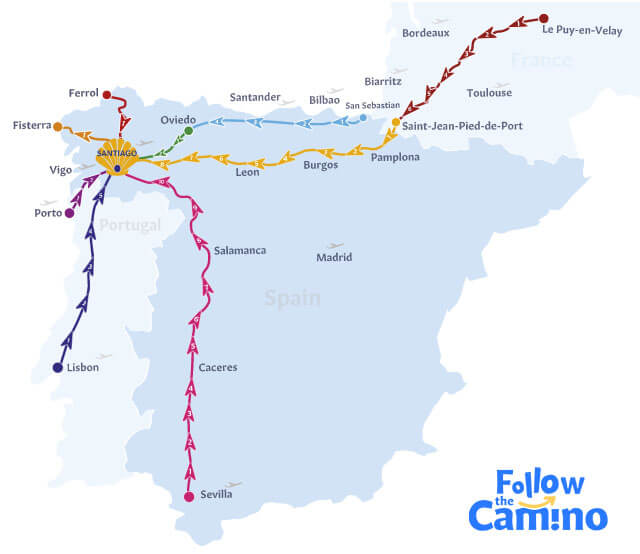 Bordeaux
Le Puy-en-Velay
France
Biarritz
Toulouse
Ferrol
Santander
Bilbao
San Sebastian
Fisterra
Oviedo
Saint-Jean-Pied-de-Port
SANTIAGO
Pamplona
Vigo
Leon
Burgos
Porto
Portugal
Salamanca
Madrid
Spain
Lisbon
Caceres
Sevilla
Follow
the
Camino